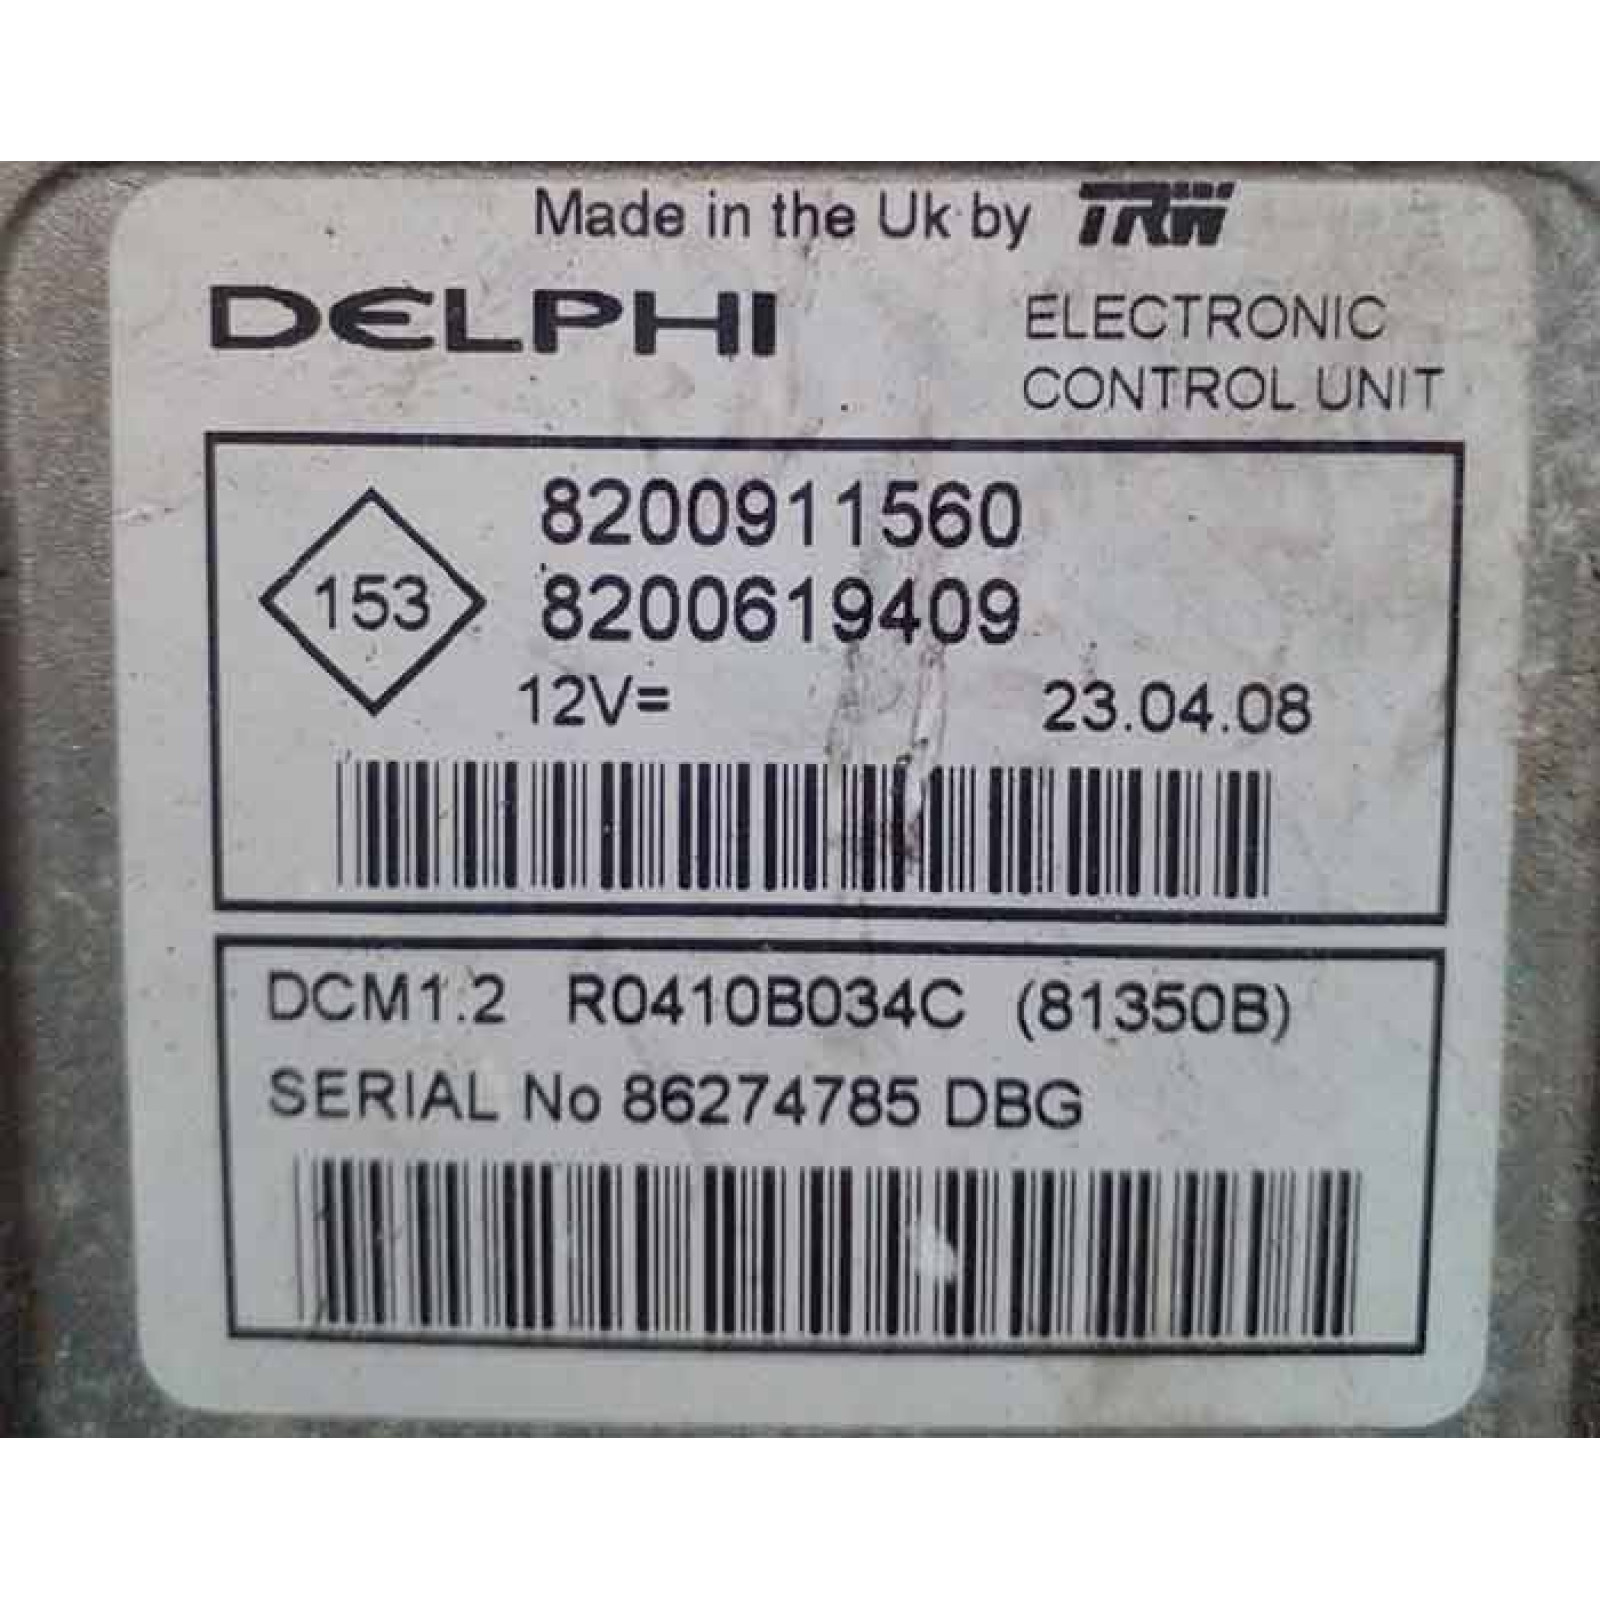 Made in the Uk by TRW
DELPHI
ELECTRONIC
CONTROL UNIT
8200911560
153
8200619409
12V= 23.04.08
DCM1.2 R0410B034C (81350B)
SERIAL No 86274785 DBG